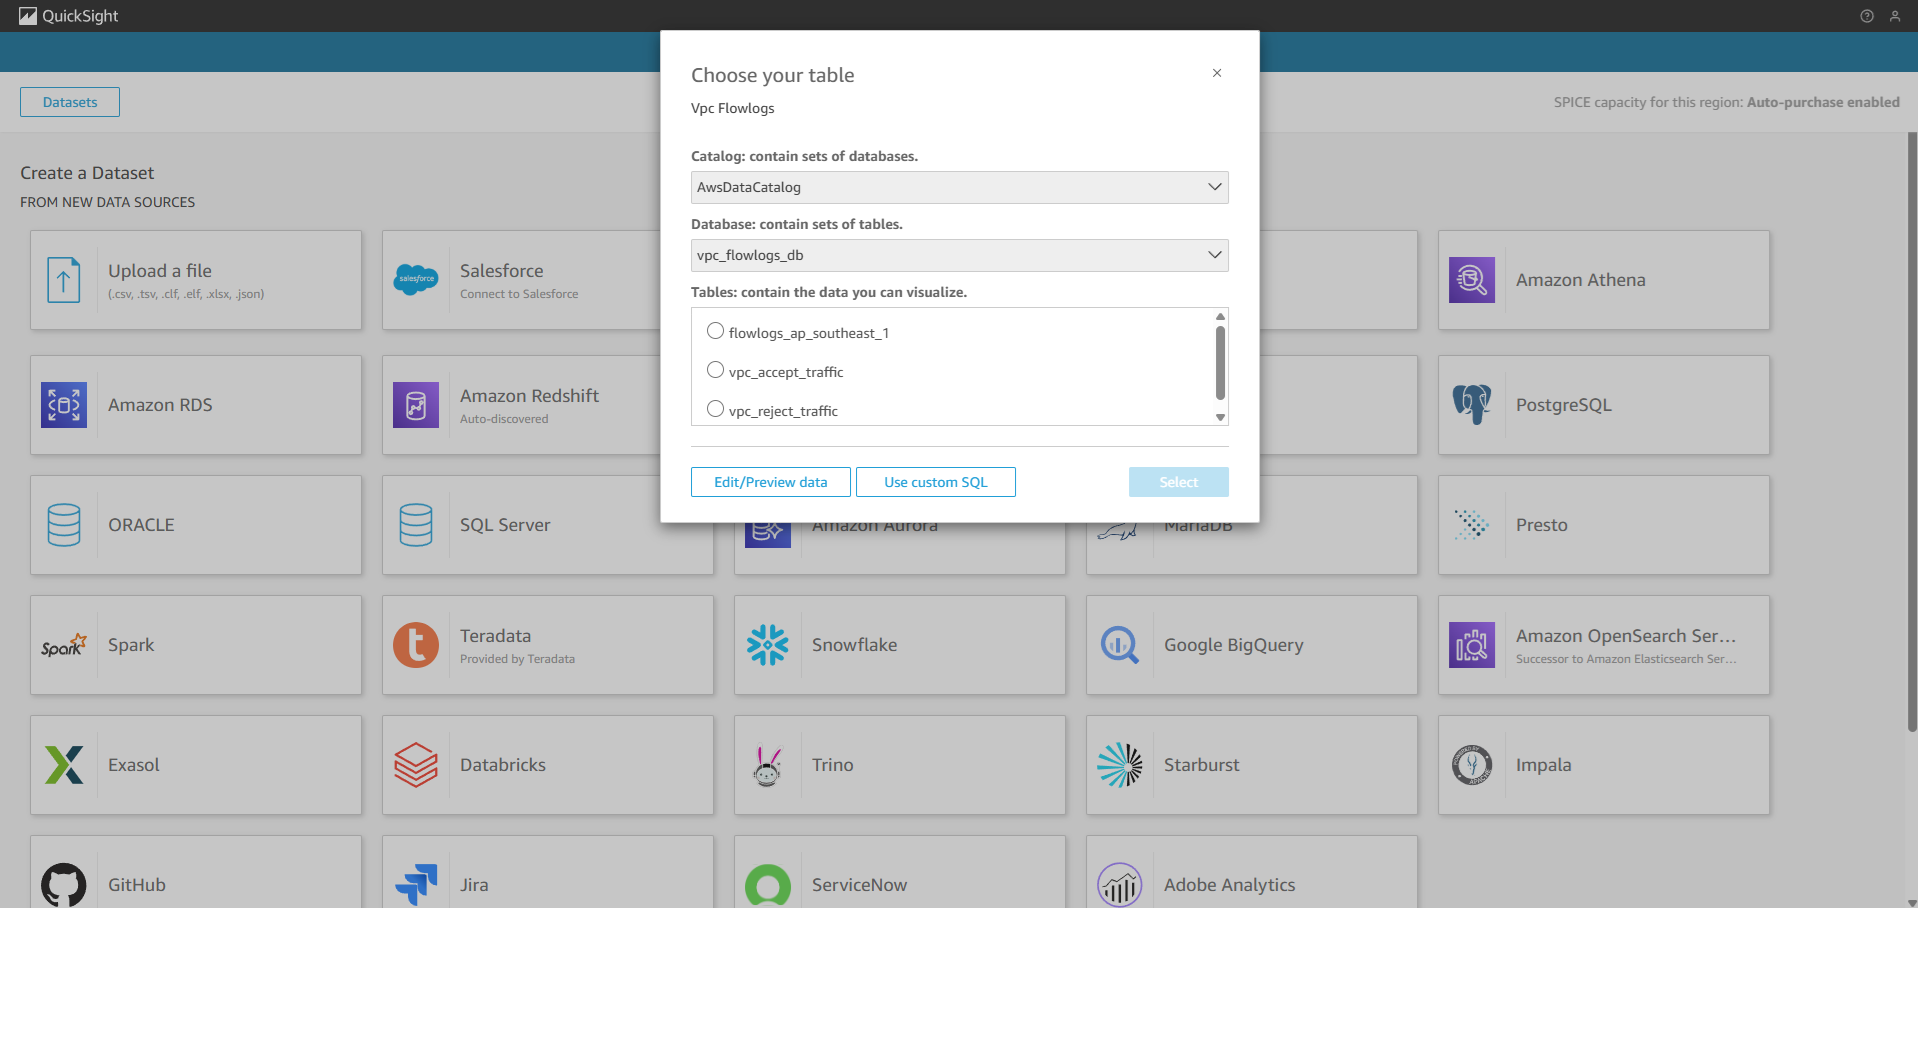 QuickSight
Choose your table
Vpc Flowlogs
Catalog: contain sets of databases.
AwsDataCatalog
Database: contain sets of tables.
vpc_flowlogs_db
Tables: contain the data you can visualize.
flowlogs_ap_southeast_1
vpc_accept_traffic
vpc_reject_traffic
Edit/Preview data
Use custom SQL
Select
Datasets
SPICE capacity for this region: Auto-purchase enabled
Create a Dataset
FROM NEW DATA SOURCES
Upload a file
(.csv, .tsv, .clf, .elf, .xlsx, .json)
salesforce
Salesforce
Connect to Salesforce
Amazon Athena
Amazon RDS
Amazon Redshift
Auto-discovered
PostgreSQL
ORACLE
SQL Server
Amazon Aurora
MariaDB
Presto
Spark
Spark
Teradata
Provided by Teradata
Snowflake
Google BigQuery
Amazon OpenSearch Ser...
Successor to Amazon Elasticsearch Ser...
Exasol
Databricks
Trino
Starburst
Impala
GitHub
Jira
ServiceNow
Adobe Analytics